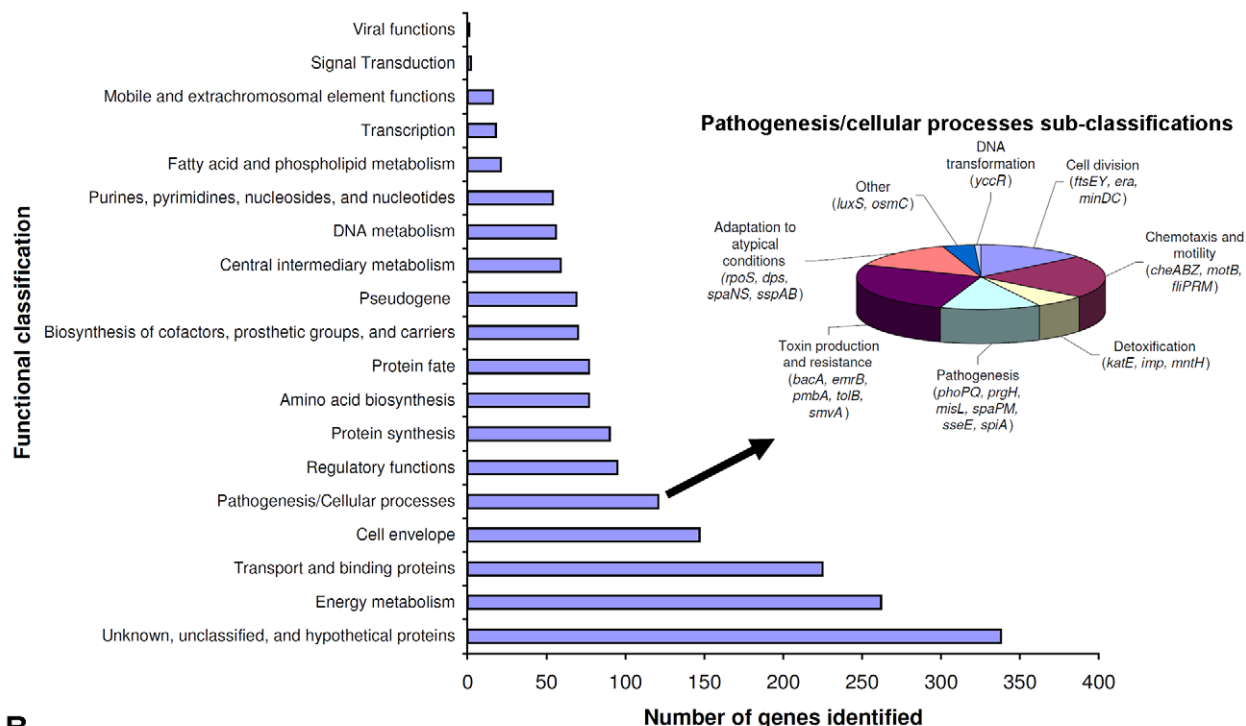 Viral functions
Signal Transduction
Mobile and extrachromosomal element functions
Transcription
Fatty acid and phospholipid metabolism
Purines, pyrimidines, nucleosides, and nucleotides
DNA metabolism
Central intermediary metabolism
Pseudogene
Biosynthesis of cofactors, prosthetic groups, and carriers
Protein fate
Amino acid biosynthesis
Protein synthesis
Regulatory functions
Pathogenesis/Cellular processes
Cell envelope
Transport and binding proteins
Energy metabolism
Unknown, unclassified, and hypothetical proteins
Functional classification
0 50 100 150 200 250 300 350 400
Number of genes identified
Pathogenesis/cellular processes sub-classifications
DNA
transformation
(yccR)
Cell division
(ftsEY, era,
minDC)
Chemotaxis and
motility
(cheABZ, motB,
fliPRM)
Detoxification
(katE, imp, mntH)
Pathogenesis
(phoPQ, prgH,
misL, spaPM,
sseE, spiA)
Toxin production
and resistance
(bacA, emrB,
pmbA, tolB,
smvA)
Adaptation to
atypical
conditions
(rpoS, dps,
spaNS, sspAB)
Other
(luxS, osmC)
B